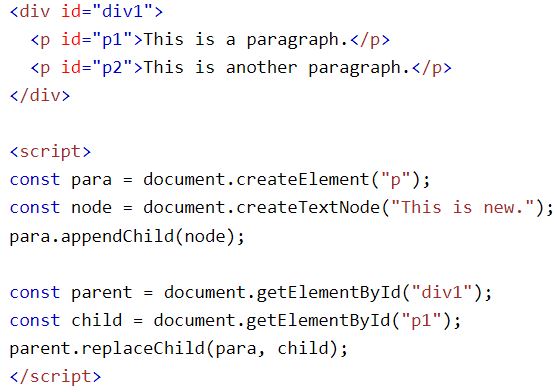 <div id="div1">
  <p id="p1">This is a paragraph.</p>
  <p id="p2">This is another paragraph.</p>
</div>

<script>
const para = document.createElement("p");
const node = document.createTextNode("This is new.");
para.appendChild(node);

const parent = document.getElementById("div1");
const child = document.getElementById("p1");
parent.replaceChild(para, child);
</script>